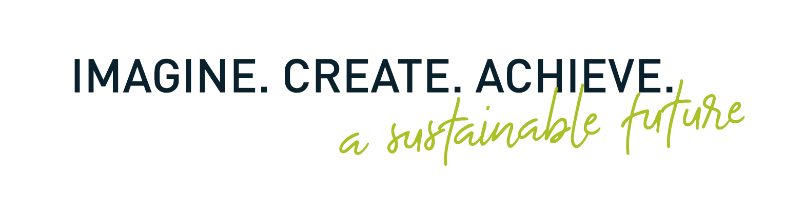 IMAGINE. CREATE. ACHIEVE.
a sustainable future